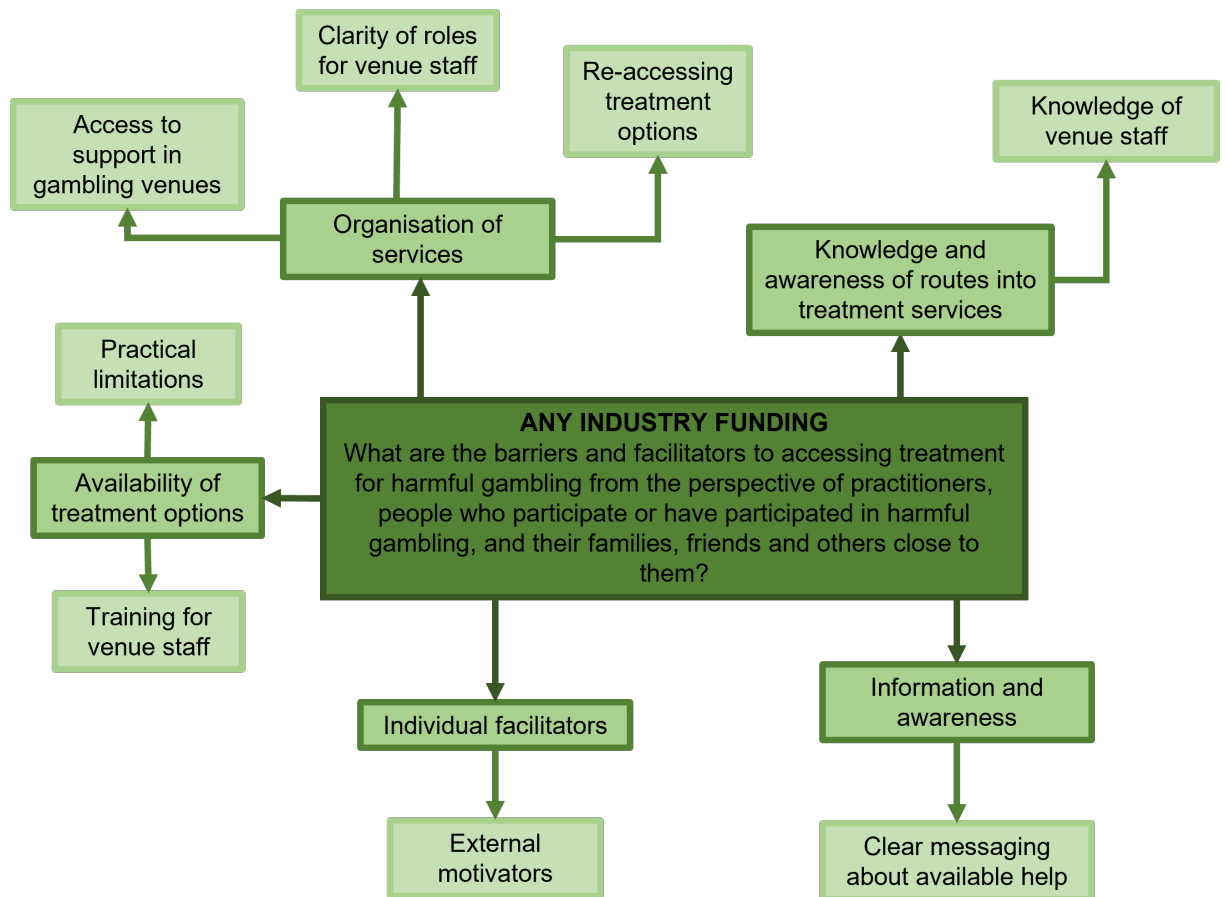 Clarity of roles
for venue staff
Re-accessing
treatment
options
Access to
support in
gambling venues
Knowledge of
venue staff
Organisation of
services
Knowledge and
awareness of routes into
treatment services
Practical
limitations
ANY INDUSTRY FUNDING
What are the barriers and facilitators to accessing treatment
for harmful gambling from the perspective of practitioners,
people who participate or have participated in harmful
gambling, and their families, friends and others close to
them?
Availability of
treatment options
Training for
venue staff
Individual facilitators
Information and
awareness
External
motivators
Clear messaging
about available help